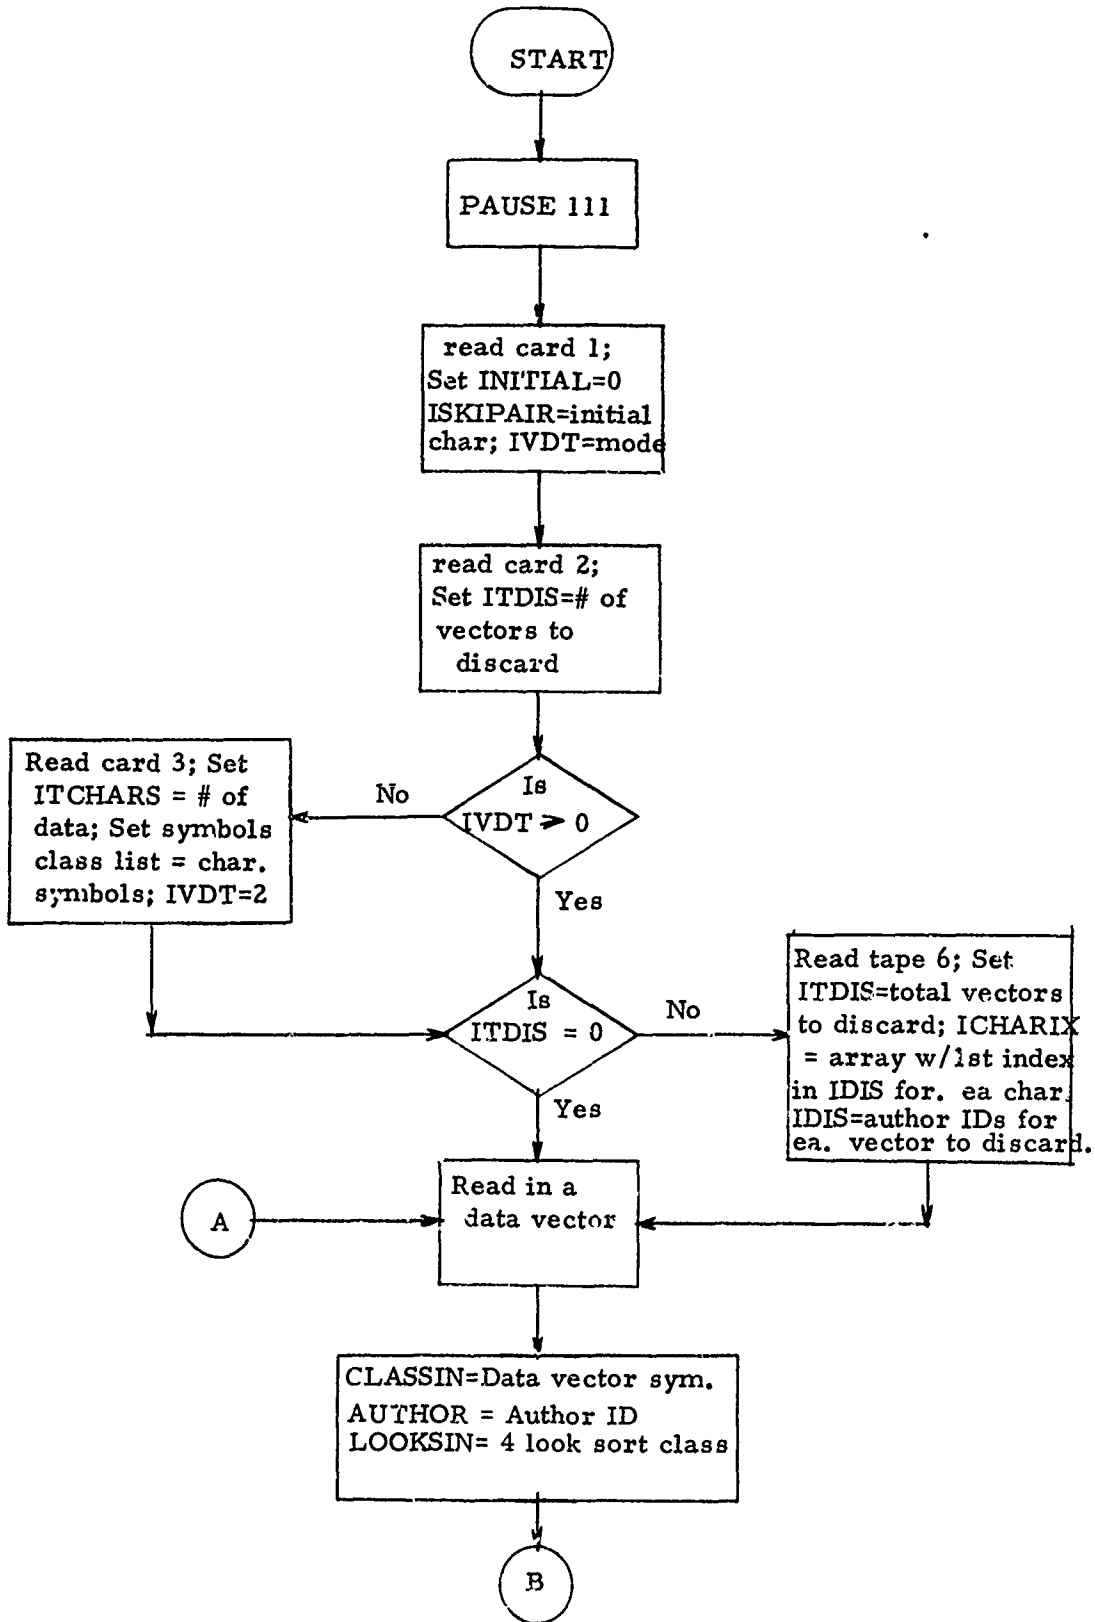 START
PAUSE 111
read card 1;
Set INITIAL=0
ISKIPAIR=initial
char; IVDT=mode
read card 2;
Set ITDIS=# of
vectors to
discard
Is
IVDT > 0
No
Yes
Read card 3; Set
ITCHARS = # of
data; Set symbols
class list = char.
symbols; IVDT=2
Is
ITDIS = 0
No
Yes
Read tape 6; Set
ITDIS=total vectors
to discard; ICHARIX
= array w/1st index
in IDIS for. ea char.
IDIS=author IDs for
ea. vector to discard.
A
Read in a
data vector
CLASSIN=Data vector sym.
AUTHOR = Author ID
LOOKSIN= 4 look sort class
B